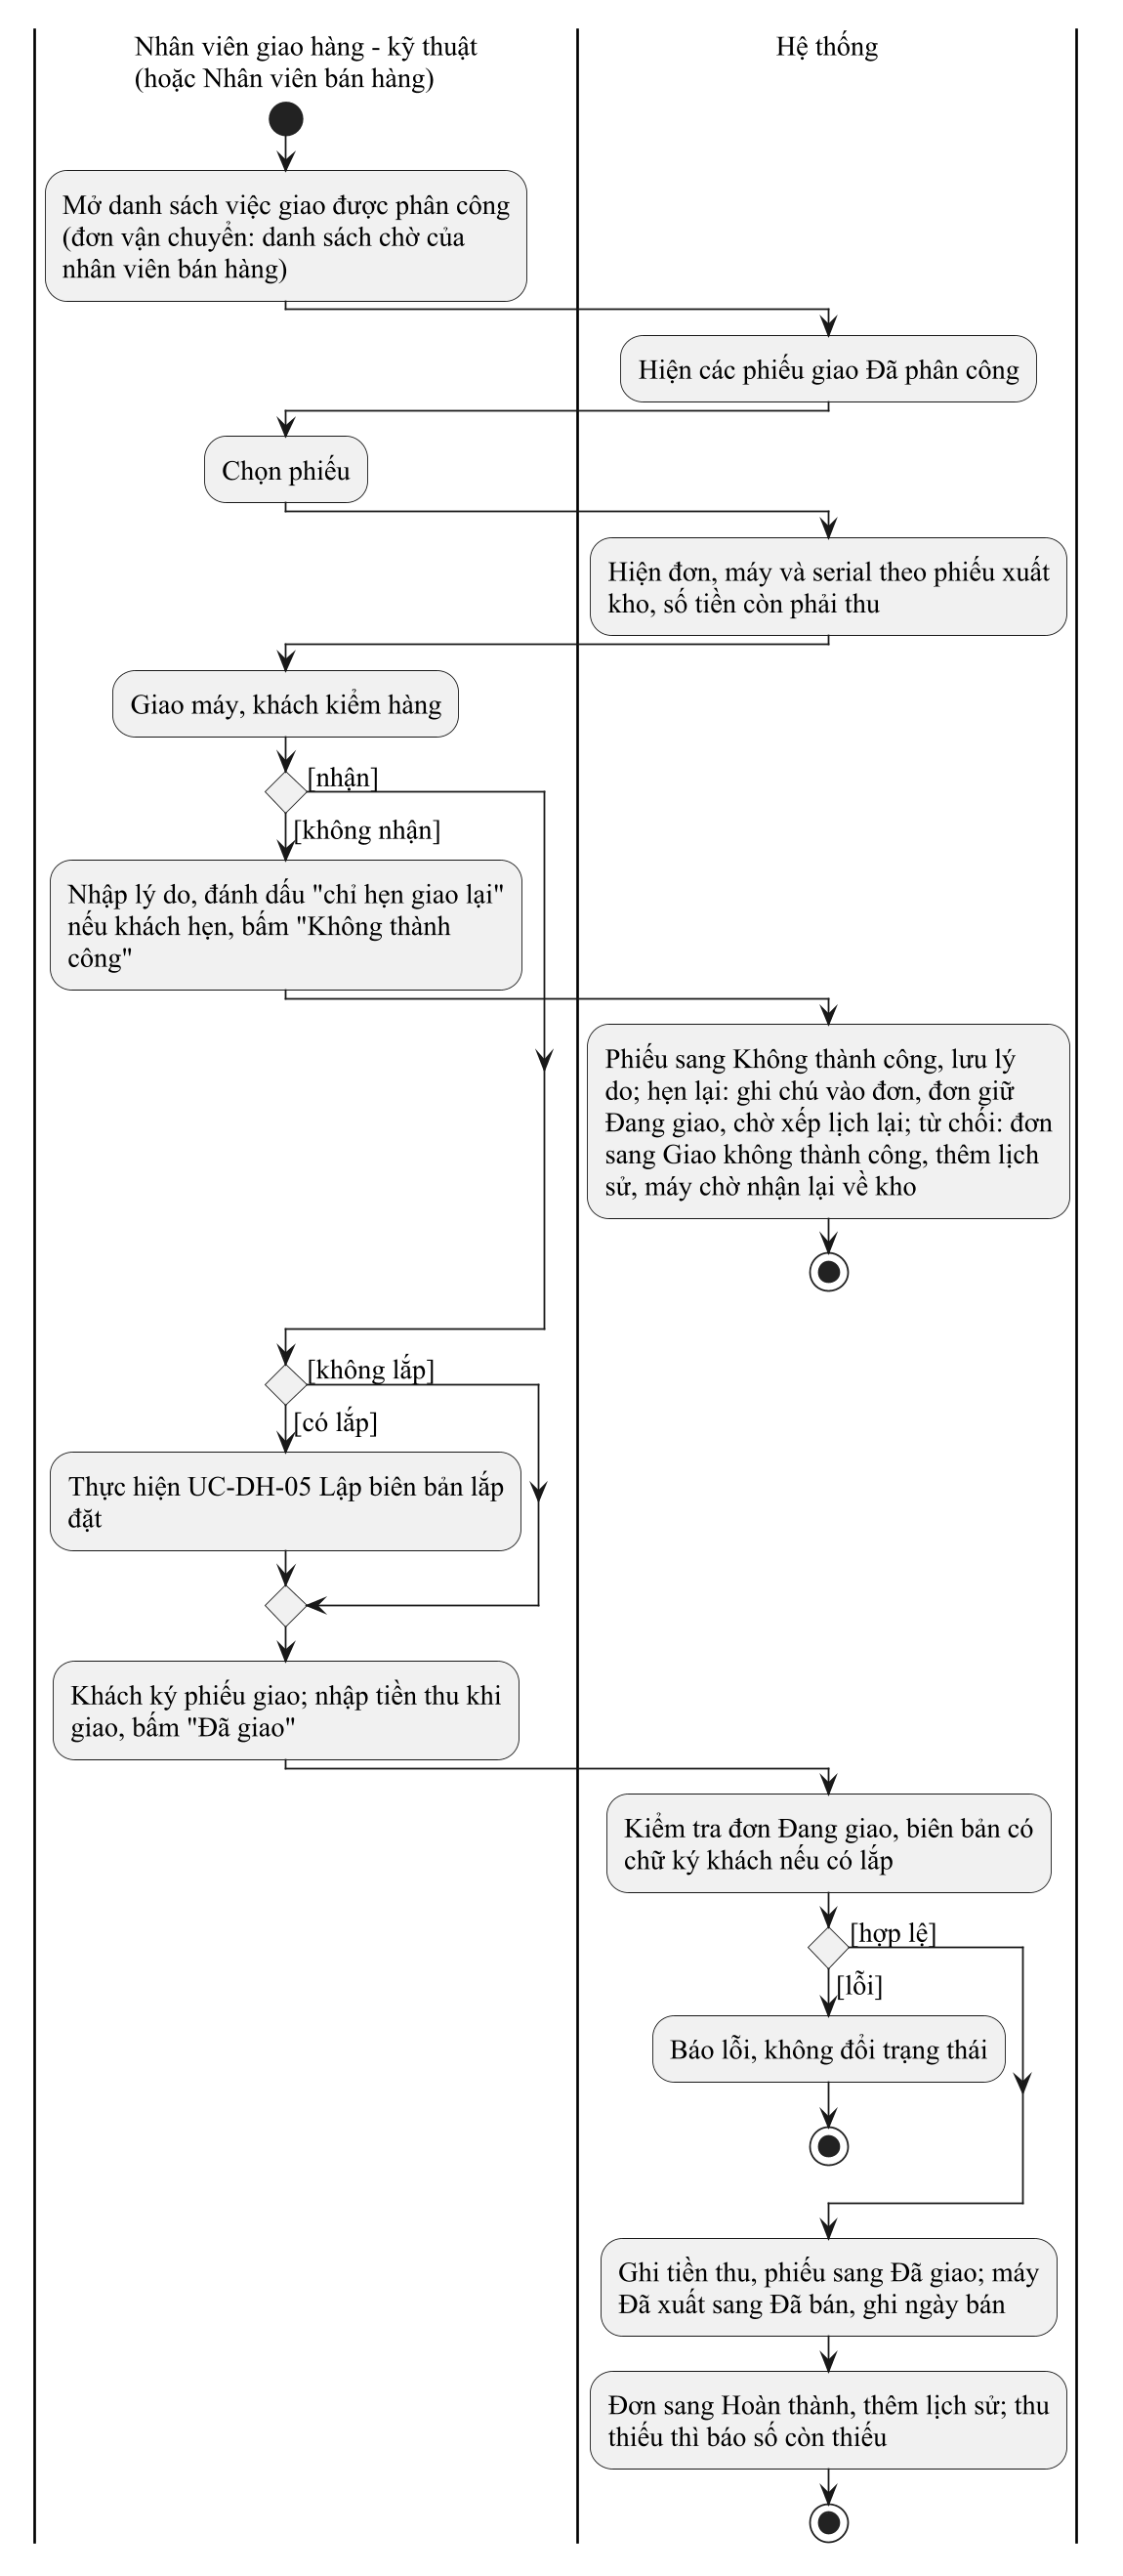 Nhân viên giao hàng - kỹ thuật
(hoặc Nhân viên bán hàng)
Hệ thống
Mở danh sách việc giao được phân công
(đơn vận chuyển: danh sách chờ của
nhân viên bán hàng)
Hiện các phiếu giao Đã phân công
Chọn phiếu
Hiện đơn, máy và serial theo phiếu xuất
kho, số tiền còn phải thu
Giao máy, khách kiểm hàng
[nhận]
[không nhận]
Nhập lý do, đánh dấu "chỉ hẹn giao lại"
nếu khách hẹn, bấm "Không thành
công"
Phiếu sang Không thành công, lưu lý
do; hẹn lại: ghi chú vào đơn, đơn giữ
Đang giao, chờ xếp lịch lại; từ chối: đơn
sang Giao không thành công, thêm lịch
sử, máy chờ nhận lại về kho
[không lắp]
[có lắp]
Thực hiện UC-DH-05 Lập biên bản lắp
đặt
Khách ký phiếu giao; nhập tiền thu khi
giao, bấm "Đã giao"
Kiểm tra đơn Đang giao, biên bản có
chữ ký khách nếu có lắp
[hợp lệ]
[lỗi]
Báo lỗi, không đổi trạng thái
Ghi tiền thu, phiếu sang Đã giao; máy
Đã xuất sang Đã bán, ghi ngày bán
Đơn sang Hoàn thành, thêm lịch sử; thu
thiếu thì báo số còn thiếu